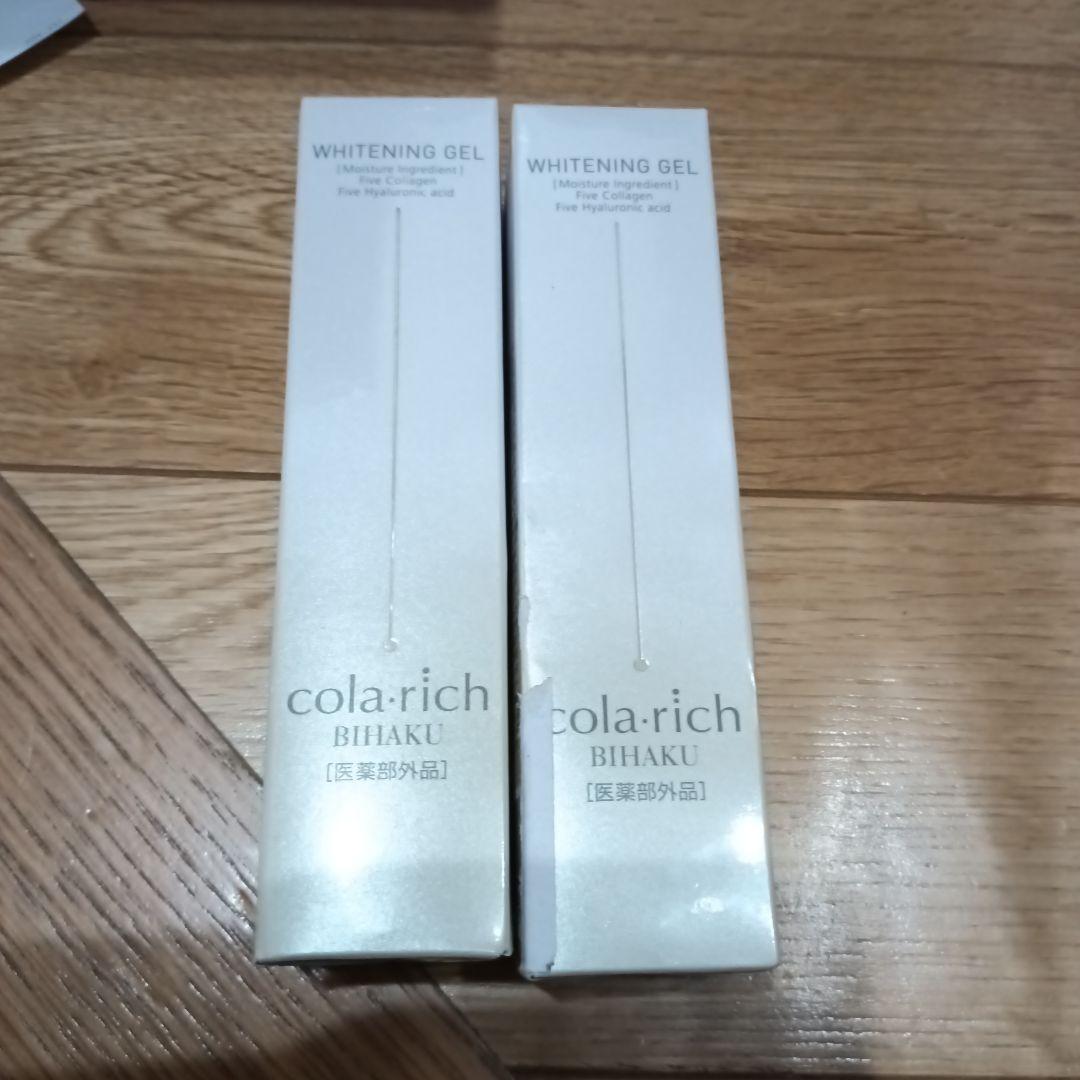 WHITENING GEL
[Moisture Ingredient]
Five Collagen
Five Hyaluronic acid
cola·rich
BIHAKU
[医薬部外品]
WHITENING GEL
[Moisture Ingredient]
Five Collagen
Five Hyaluronic acid
cola·rich
BIHAKU
[医薬部外品]